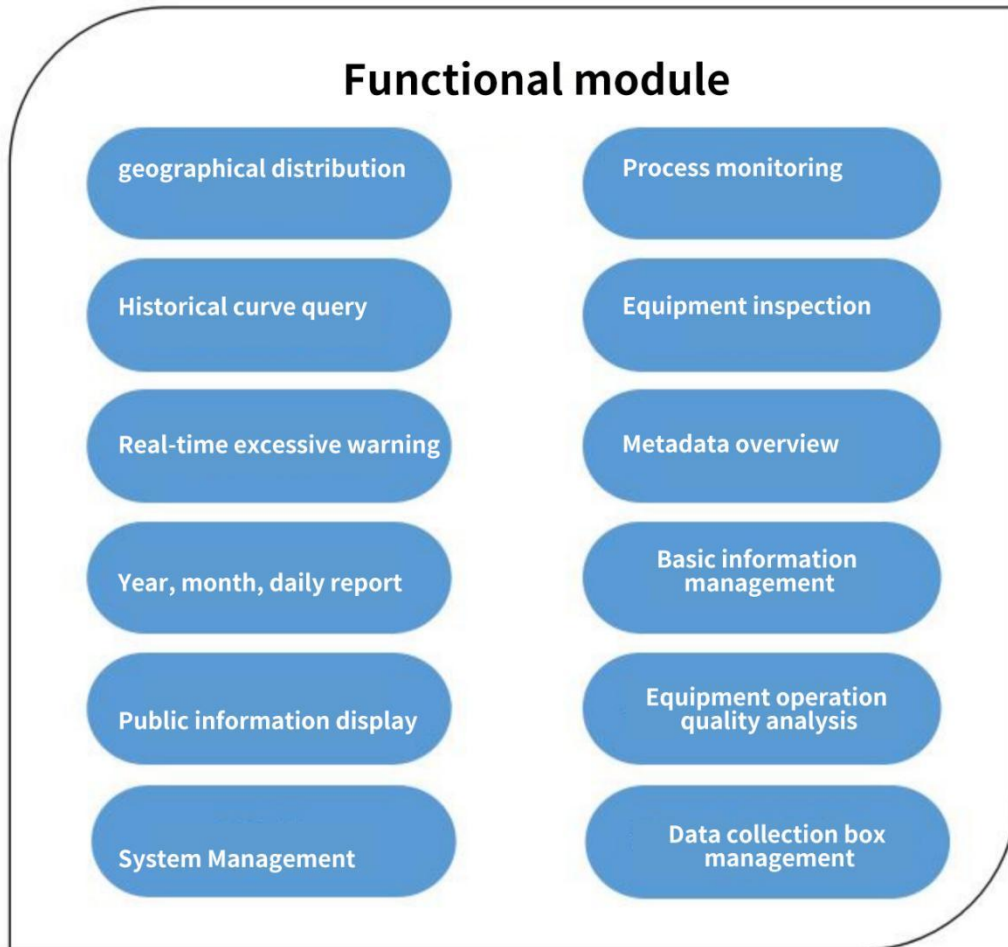 Functional module
geographical distribution
Process monitoring
Historical curve query
Equipment inspection
Real-time excessive warning
Metadata overview
Year, month, daily report
Basic information
management
Public information display
Equipment operation
quality analysis
System Management
Data collection box
management